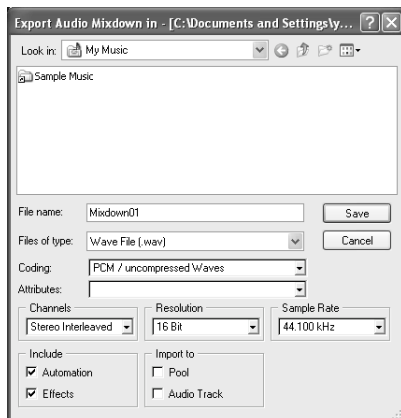 Export Audio Mixdown in - [C:\Documents and Settings\y...
Look in: My Music
Sample Music
File name: Mixdown01 Save
Files of type: Wave File (.wav) Cancel
Coding: PCM / uncompressed Waves
Attributes:
Channels Resolution Sample Rate
Stereo Interleaved 16 Bit 44.100 kHz
Include Import to
Automation Pool
Effects Audio Track